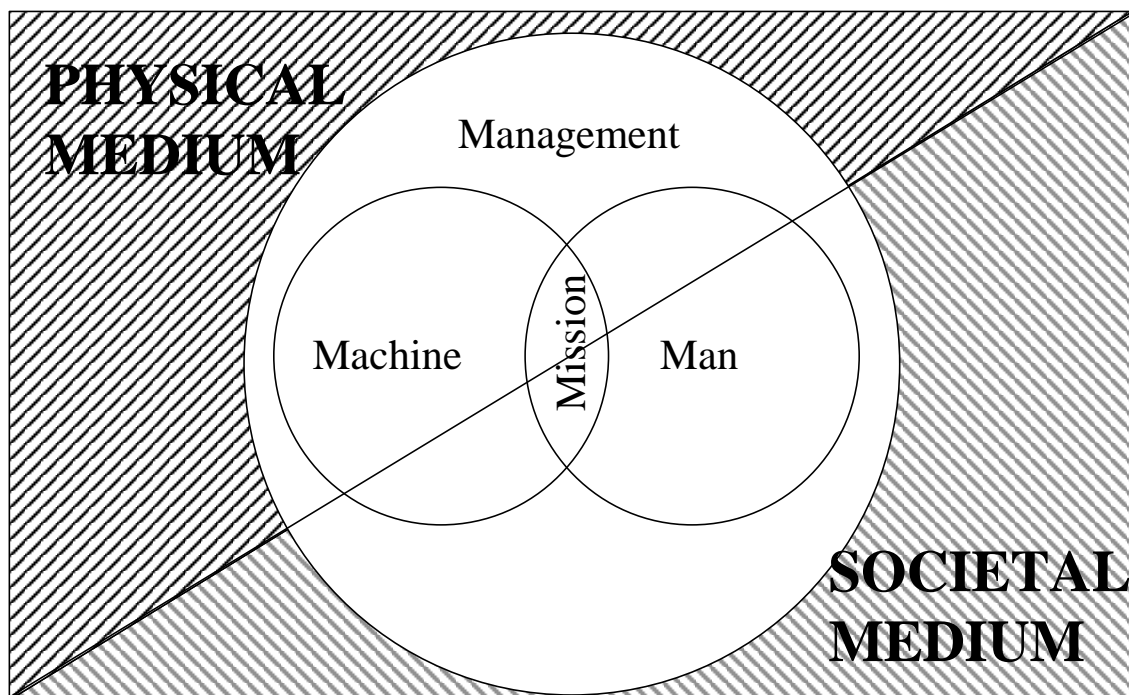 PHYSICAL
MEDIUM
Management
Machine
Mission
Man
SOCIETAL
MEDIUM